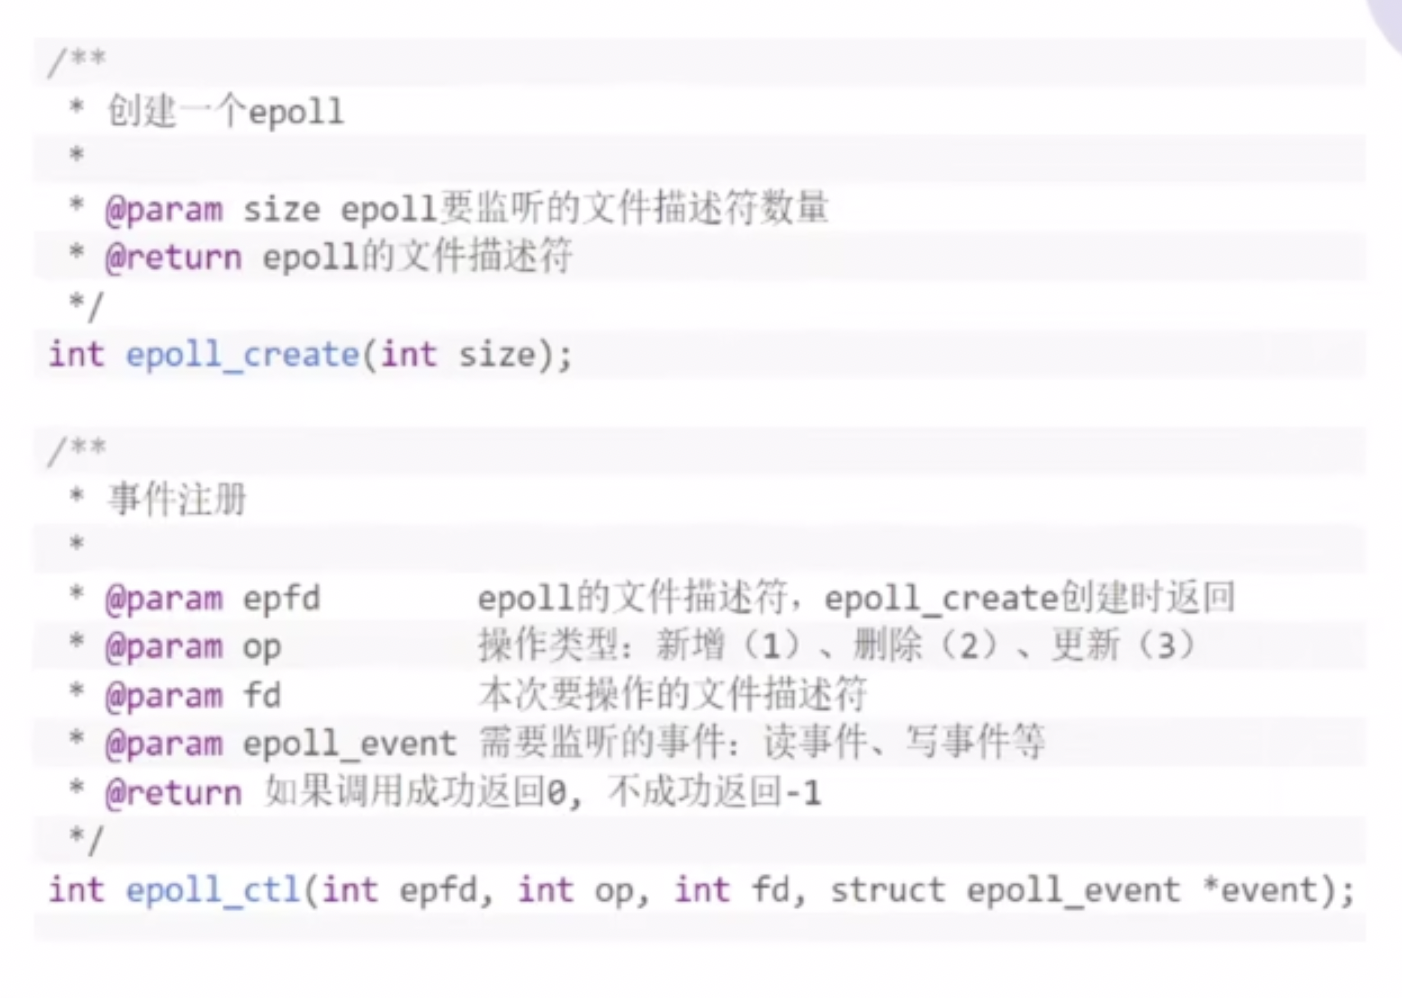 /**
 * 创建一个epoll
 *
 * @param size epoll要监听的文件描述符数量
 * @return epoll的文件描述符
 */
int epoll_create(int size);
/**
 * 事件注册
 *
 * @param epfd epoll的文件描述符，epoll_create创建时返回
 * @param op 操作类型：新增（1）、删除（2）、更新（3）
 * @param fd 本次要操作的文件描述符
 * @param epoll_event 需要监听的事件：读事件、写事件等
 * @return 如果调用成功返回0, 不成功返回-1
 */
int epoll_ctl(int epfd, int op, int fd, struct epoll_event *event);